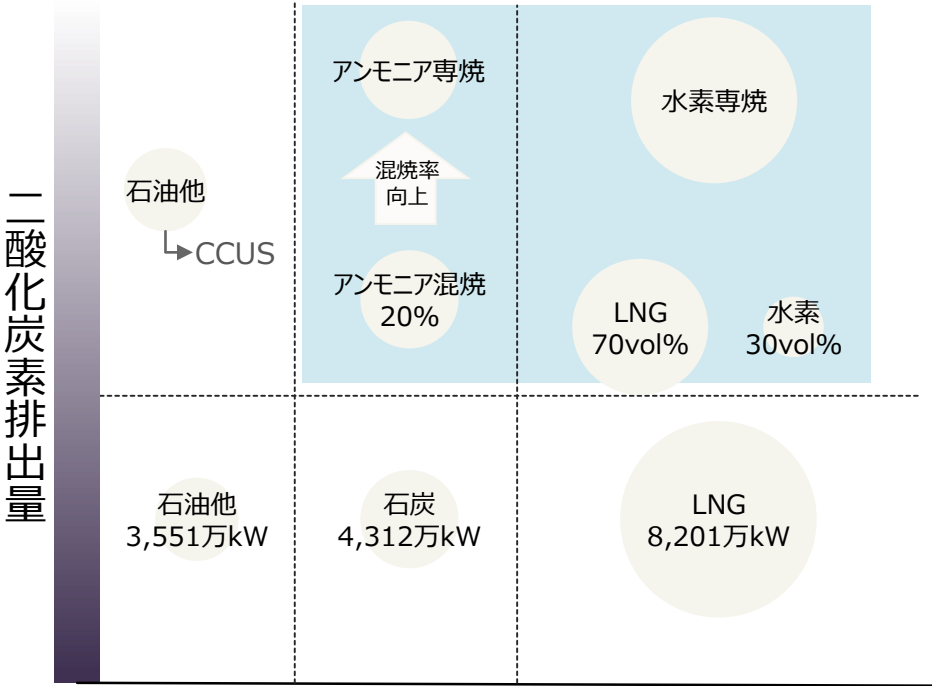 二酸化炭素排出量
アンモニア専焼
水素専焼
混焼率
向上
石油他
CCUS
アンモニア混焼
20%
LNG
70vol%
水素
30vol%
石油他
3,551万kW
石炭
4,312万kW
LNG
8,201万kW